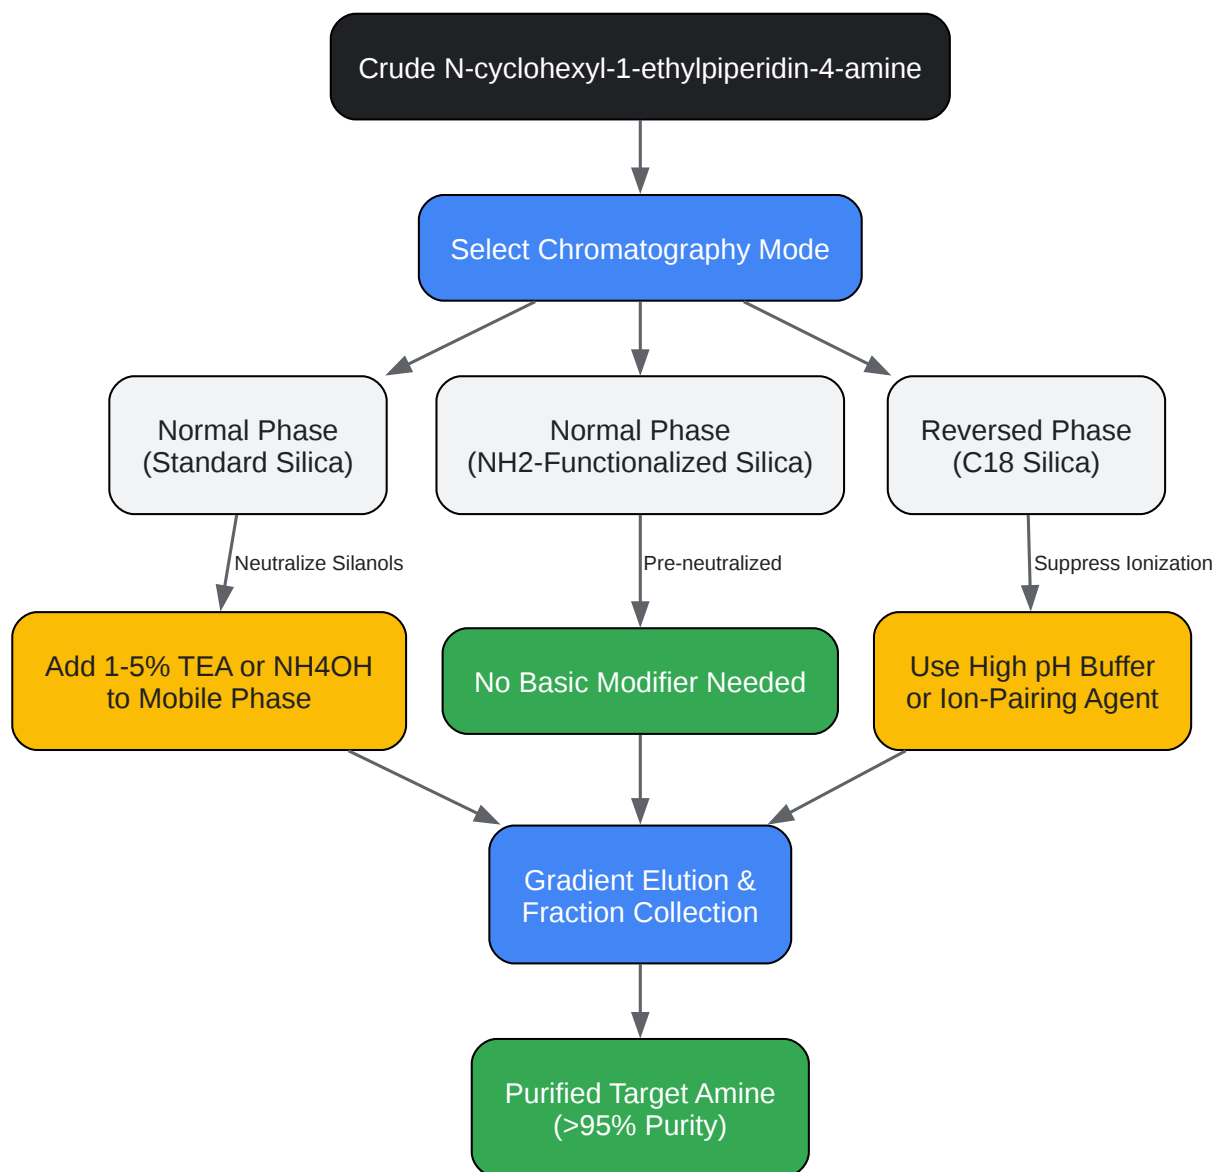 Crude N-cyclohexyl-1-ethylpiperidin-4-amine
Select Chromatography Mode
Normal Phase
(Standard Silica)
Normal Phase
(NH2-Functionalized Silica)
Reversed Phase
(C18 Silica)
Neutralize Silanols
Pre-neutralized
Suppress Ionization
Add 1-5% TEA or NH4OH
to Mobile Phase
No Basic Modifier Needed
Use High pH Buffer
or Ion-Pairing Agent
Gradient Elution &
Fraction Collection
Purified Target Amine
(>95% Purity)